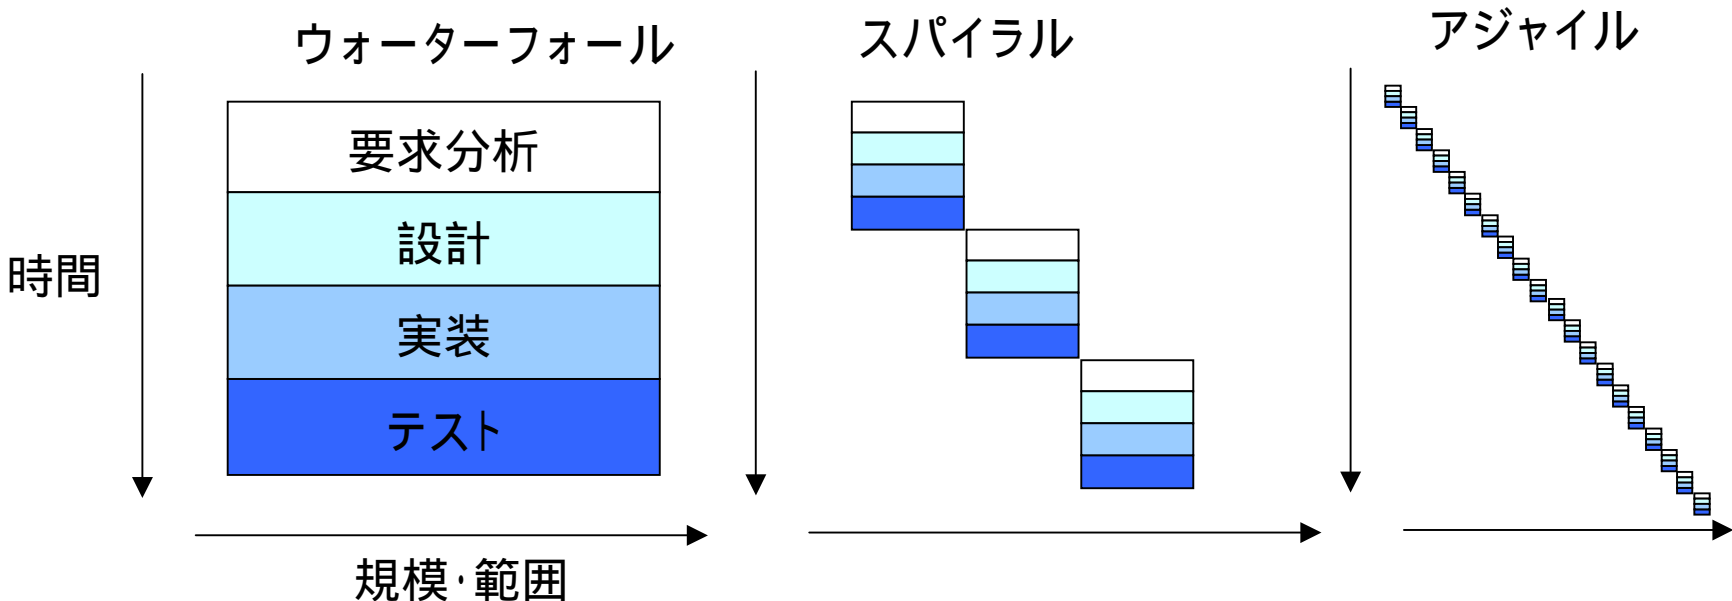 ウォーターフォール
スパイラル
アジャイル
要求分析
設計
時間
実装
テスト
規模･範囲